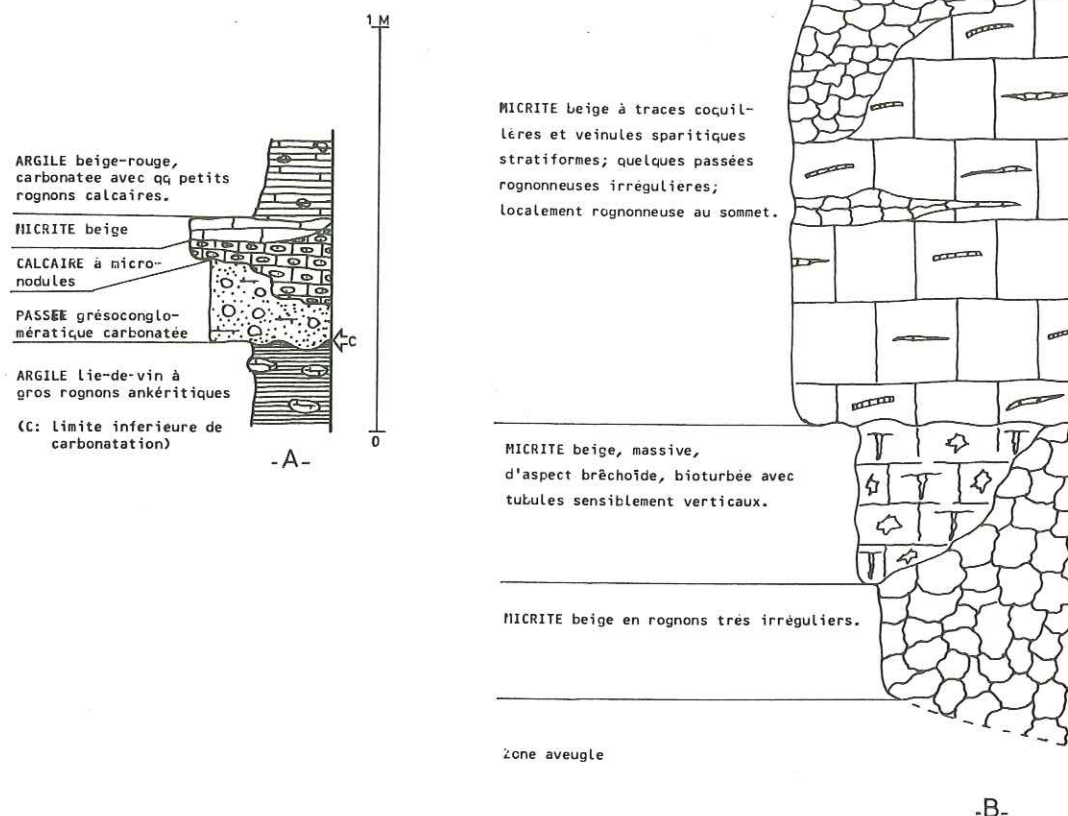 1 M
ARGILE beige-rouge,
carbonatee avec qq petits
rognons calcaires.
MICRITE beige
CALCAIRE à micro-
nodules
PASSÉE grésoconglo-
mératique carbonatée
C
ARGILE lie-de-vin à
gros rognons ankéritiques
(C: limite inferieure de
carbonatation)
0
-A-
MICRITE beige à traces coquil-
lères et veinules sparitiques
stratiformes; quelques passées
rognonneuses irrégulières;
localement rognonneuse au sommet.
MICRITE beige, massive,
d'aspect brêchoïde, bioturbée avec
tubules sensiblement verticaux.
MICRITE beige en rognons très irréguliers.
Zone aveugle
-B-